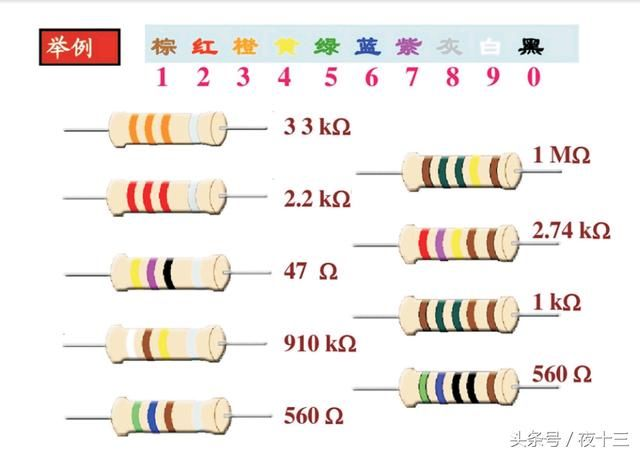 举例 棕 红 橙 黄 绿 蓝 紫 灰 白 黑
1 2 3 4 5 6 7 8 9 0
3 3 kΩ
2.2 kΩ
47 Ω
910 kΩ
560 Ω
1 MΩ
2.74 kΩ
1 kΩ
560 Ω
头条号 / 夜十三